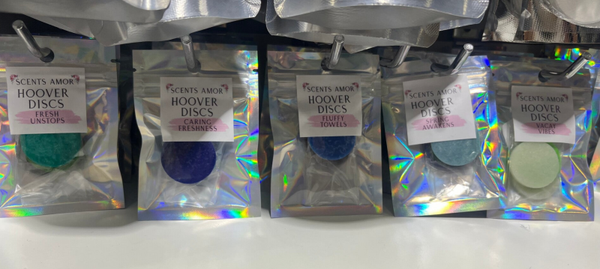 SCENTS AMOR
HOOVER
DISCS
FRESH
UNSTOPS
SCENTS AMOR
HOOVER
DISCS
CARING
FRESHNESS
SCENTS AMOR
HOOVER
DISCS
FLUFFY
TOWELS
SCENTS AMOR
HOOVER
DISCS
SPRING
AWAKENS
SCENTS AMOR
HOOVER
DISCS